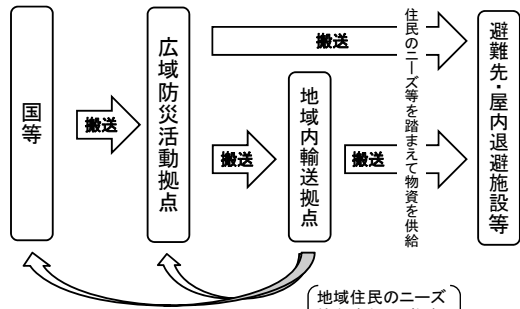 国等
搬送
広域防災活動拠点
搬送
搬送
地域内輸送拠点
搬送
住民のニーズ等を踏まえて物資を供給
避難先・屋内退避施設等
地域住民のニーズ